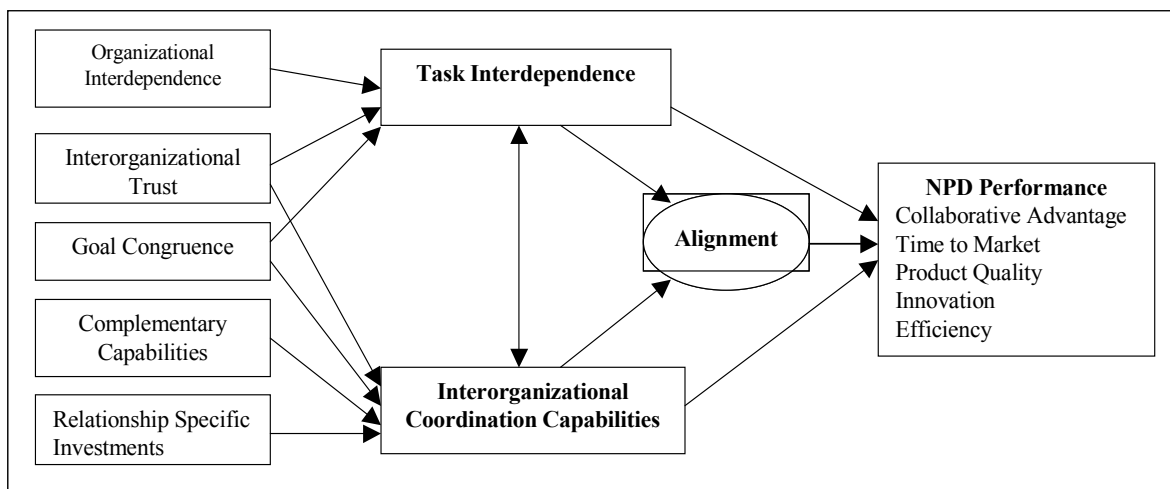 Organizational
Interdependence
Interorganizational
Trust
Goal Congruence
Complementary
Capabilities
Relationship Specific
Investments
Task Interdependence
Interorganizational
Coordination Capabilities
Alignment
NPD Performance
Collaborative Advantage
Time to Market
Product Quality
Innovation
Efficiency